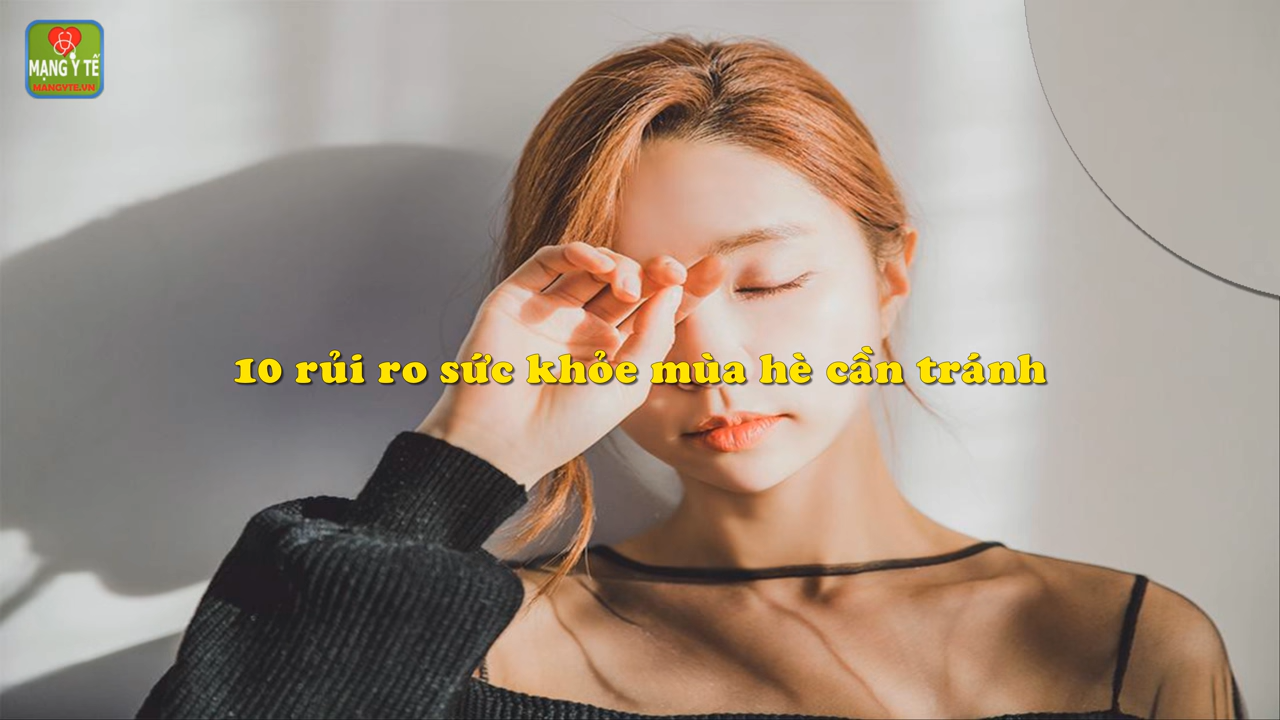 MẠNG Y TẾ
MANGYTE.VN
10 rủi ro sức khỏe mùa hè cần tránh